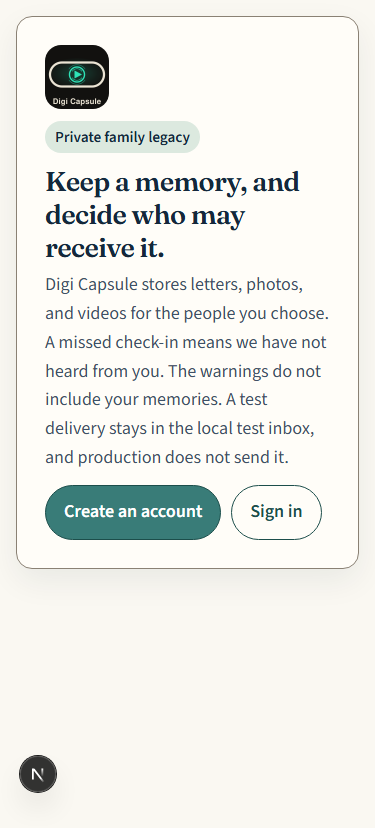 Digi Capsule
Private family legacy
Keep a memory, and
decide who may
receive it.
Digi Capsule stores letters, photos,
and videos for the people you choose.
A missed check-in means we have not
heard from you. The warnings do not
include your memories. A test
delivery stays in the local test inbox,
and production does not send it.
Create an account
Sign in
N